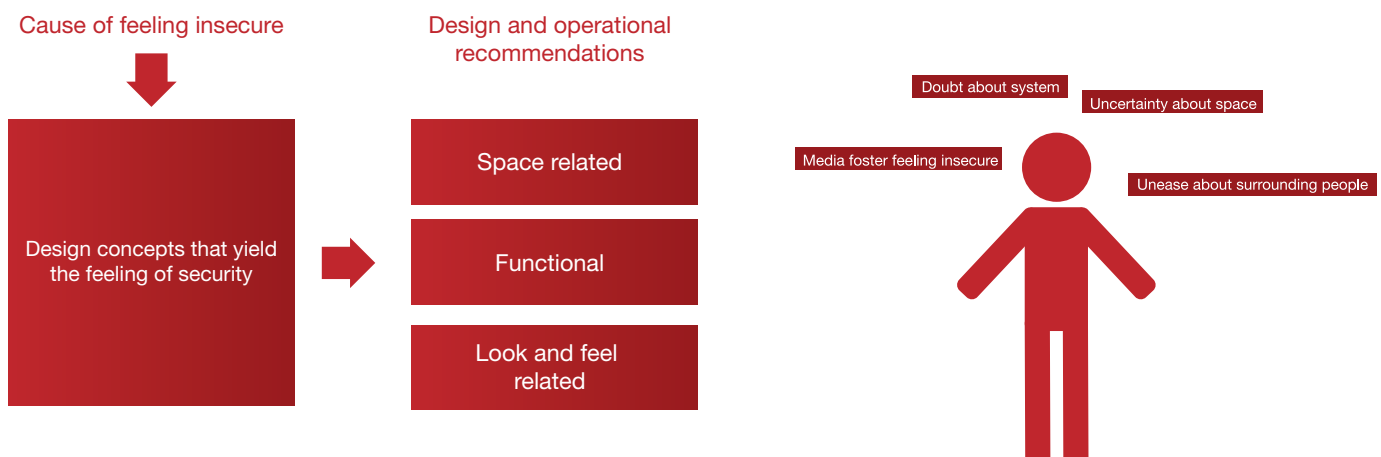 Cause of feeling insecure
Design concepts that yield
the feeling of security
Design and operational
recommendations
Space related
Functional
Look and feel
related
Doubt about system
Uncertainty about space
Media foster feeling insecure
Unease about surrounding people